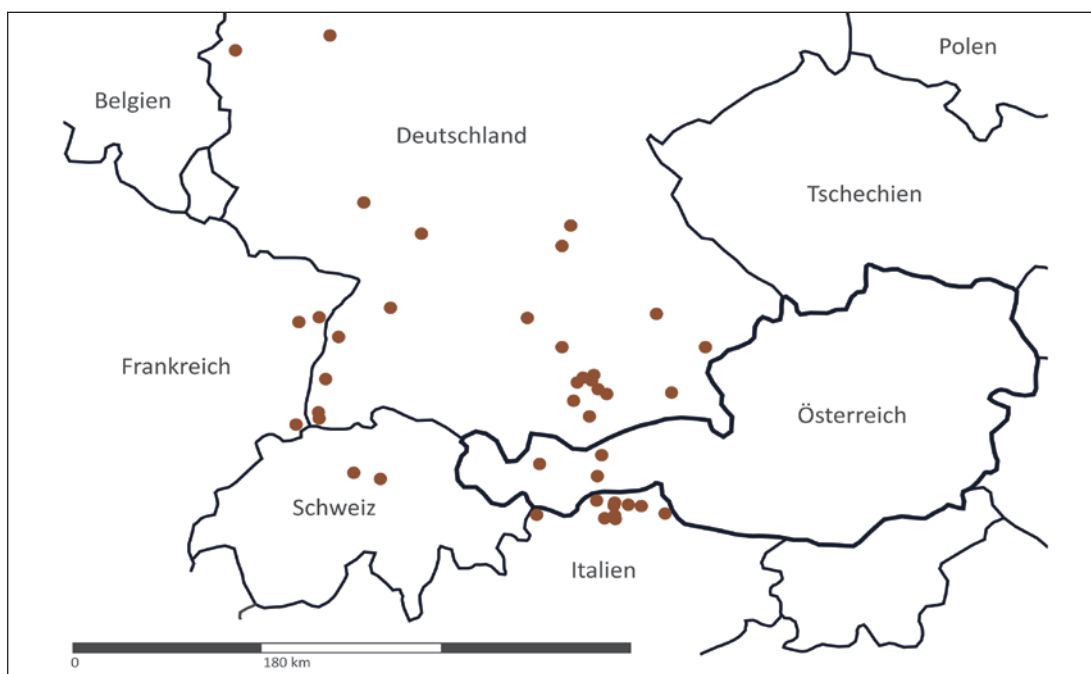 Polen
Belgien
Deutschland
Tschechien
Frankreich
Österreich
Schweiz
Italien
0
180 km